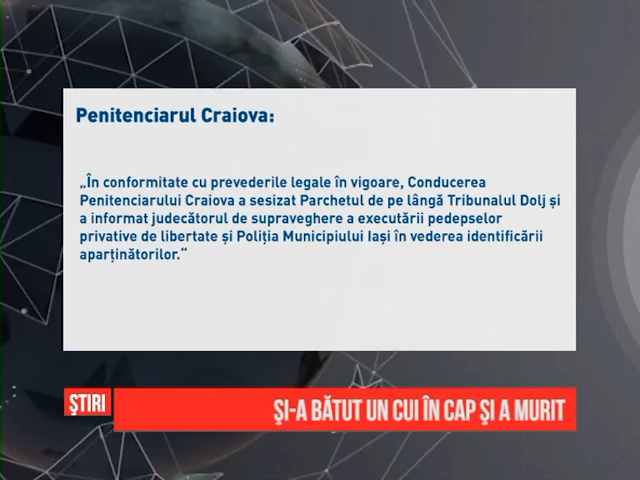 Penitenciarul Craiova:
„În conformitate cu prevederile legale în vigoare, Conducerea
Penitenciarului Craiova a sesizat Parchetul de pe lângă Tribunalul Dolj și
a informat judecătorul de supraveghere a executării pedepselor
privative de libertate și Poliția Municipiului Iași în vederea identificării
aparținătorilor.“
ŞTIRI
ŞI-A BĂTUT UN CUI ÎN CAP ŞI A MURIT